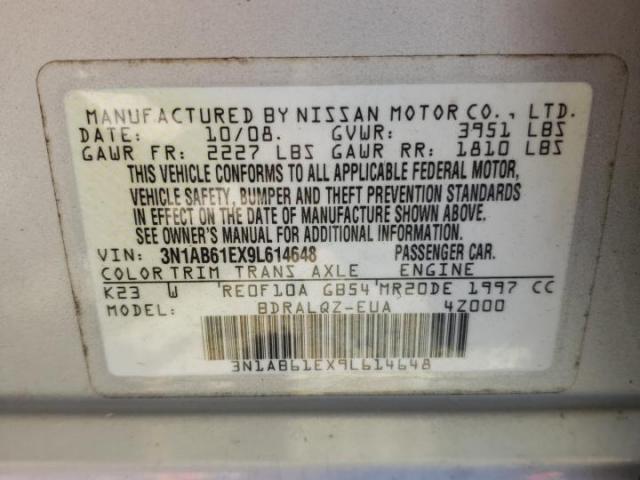 MANUFACTURED BY NISSAN MOTOR CO., LTD.
DATE: 10/08. GVWR: 3951 LBS
GAWR FR: 2227 LBS GAWR RR: 1810 LBS
THIS VEHICLE CONFORMS TO ALL APPLICABLE FEDERAL MOTOR,
VEHICLE SAFETY, BUMPER AND THEFT PREVENTION STANDARDS
IN EFFECT ON THE DATE OF MANUFACTURE SHOWN ABOVE.
SEE OWNER'S MANUAL FOR ADDITIONAL INFORMATION.
VIN: 3N1AB61EX9L614648 PASSENGER CAR.
COLOR TRIM TRANS AXLE ENGINE
K23 W RE0F10A GB54 MR20DE 1997 CC
MODEL: BDRALQZ-EUA 4Z000
3N1AB61EX9L614648